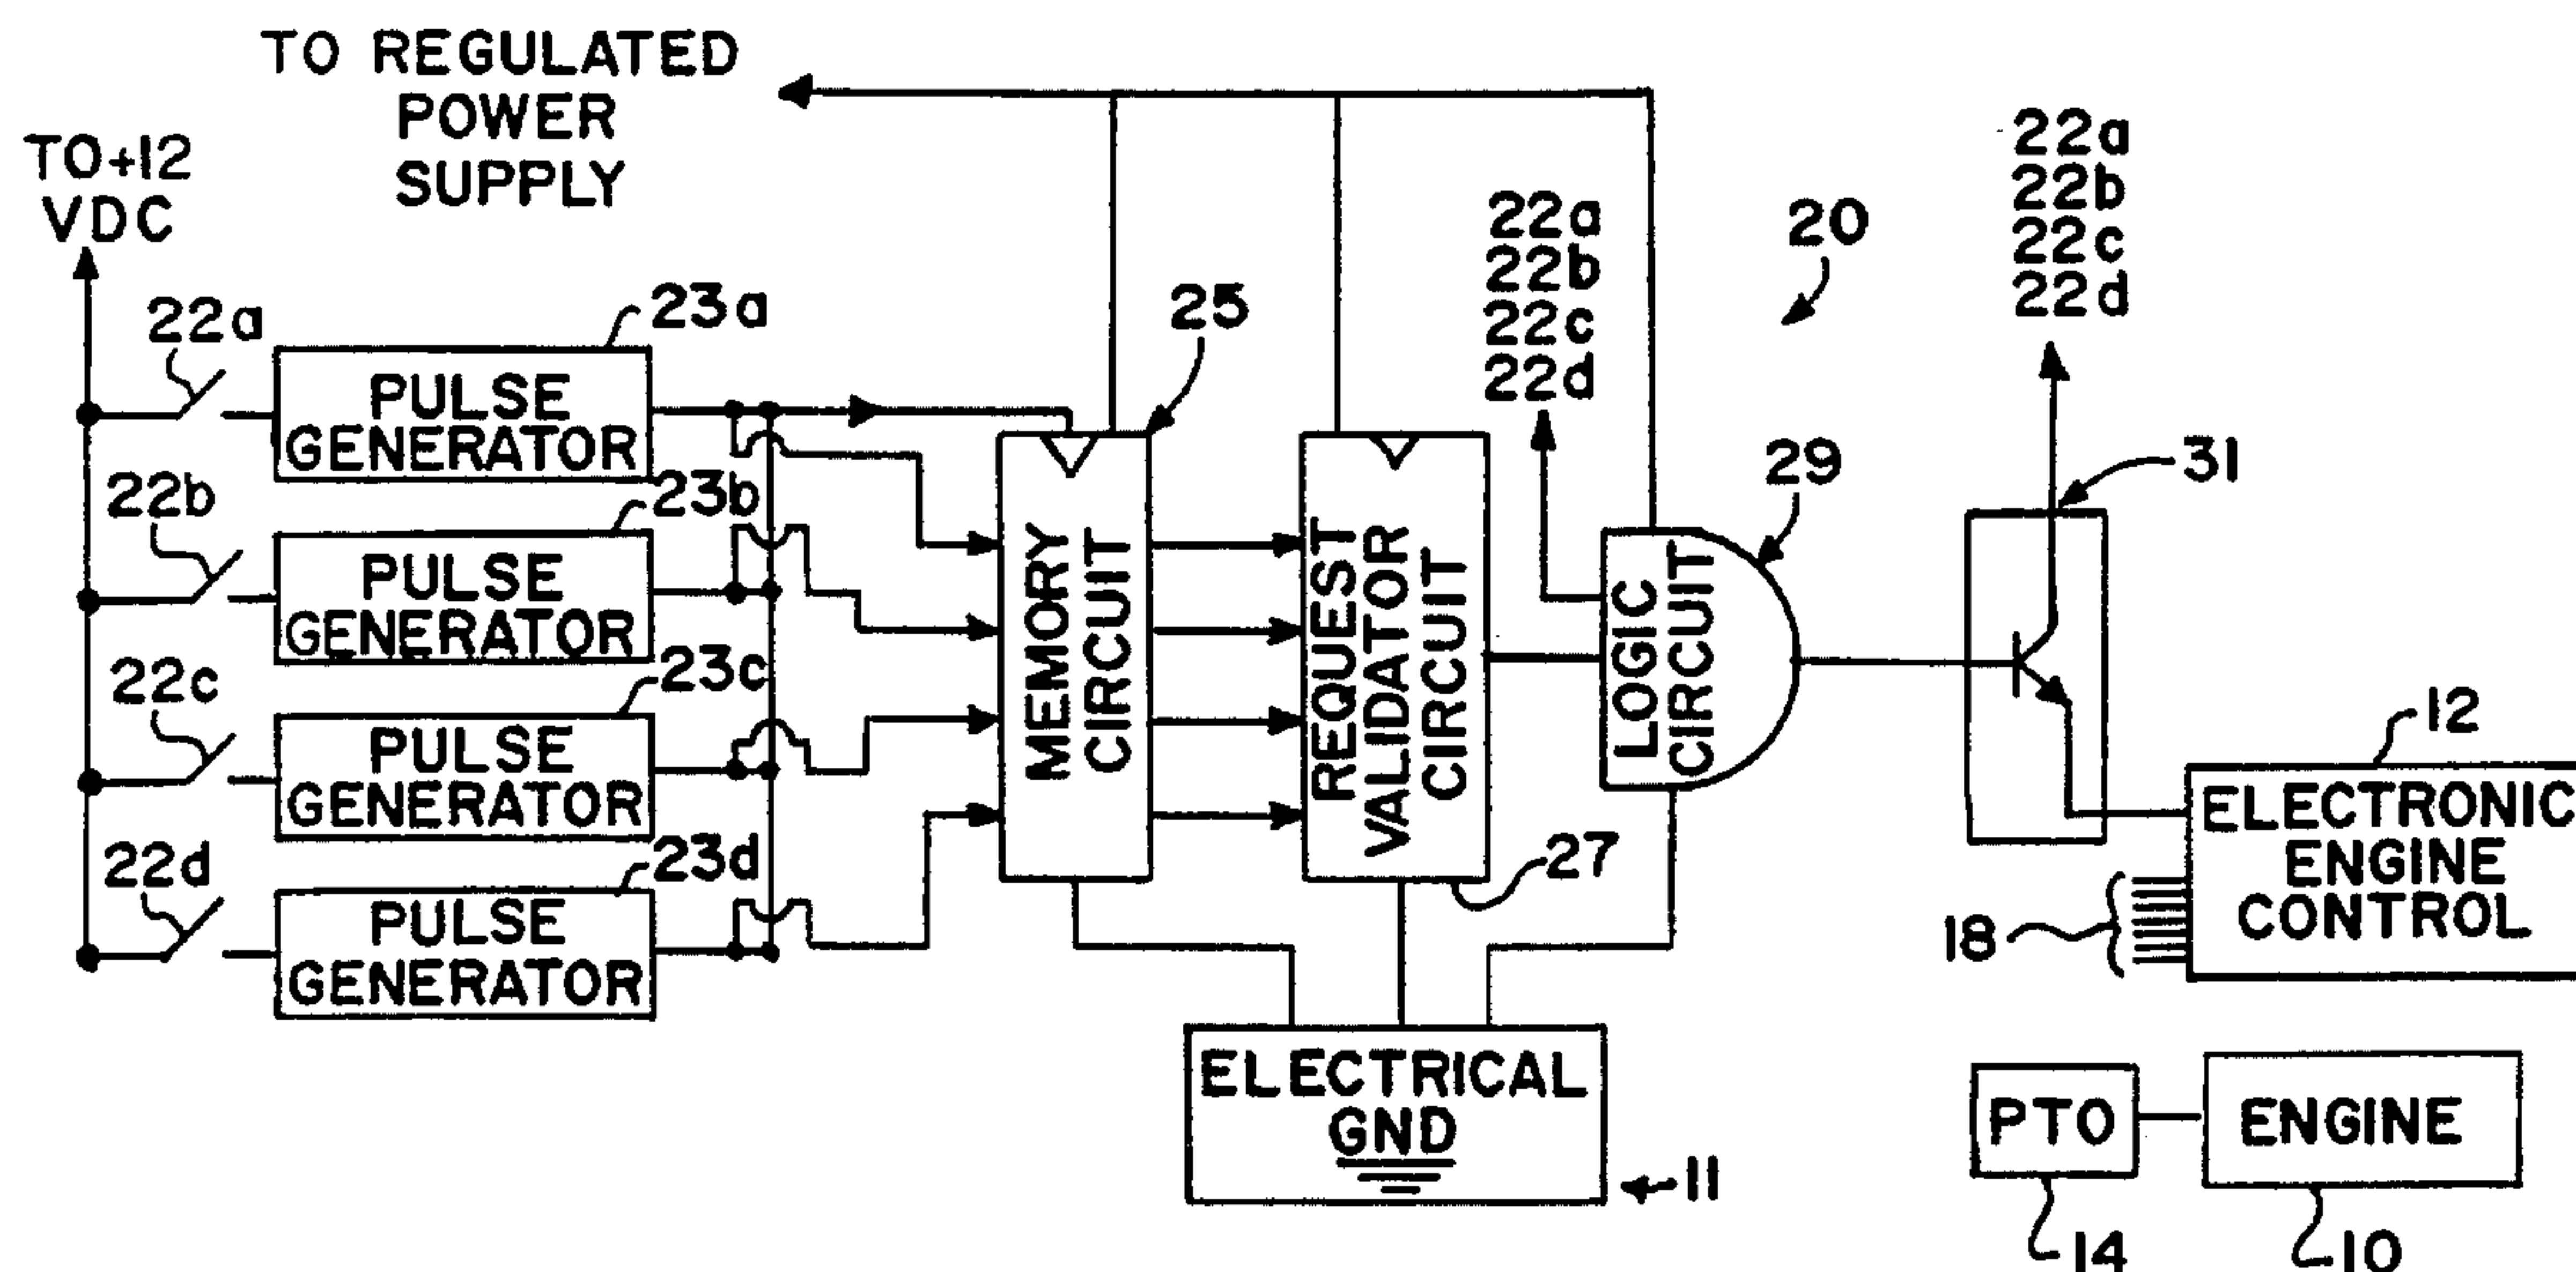 TO REGULATED
POWER
SUPPLY
TO+12
VDC
22a
23a
PULSE
GENERATOR
22b
23b
PULSE
GENERATOR
22c
23c
PULSE
GENERATOR
22d
23d
PULSE
GENERATOR
25
MEMORY
CIRCUIT
REQUEST
VALIDATOR
CIRCUIT
27
22a
22b
22c
22d
LOGIC
CIRCUIT
29
20
22a
22b
22c
22d
31
12
ELECTRONIC
ENGINE
CONTROL
18
ELECTRICAL
GND
11
PTO
14
ENGINE
10